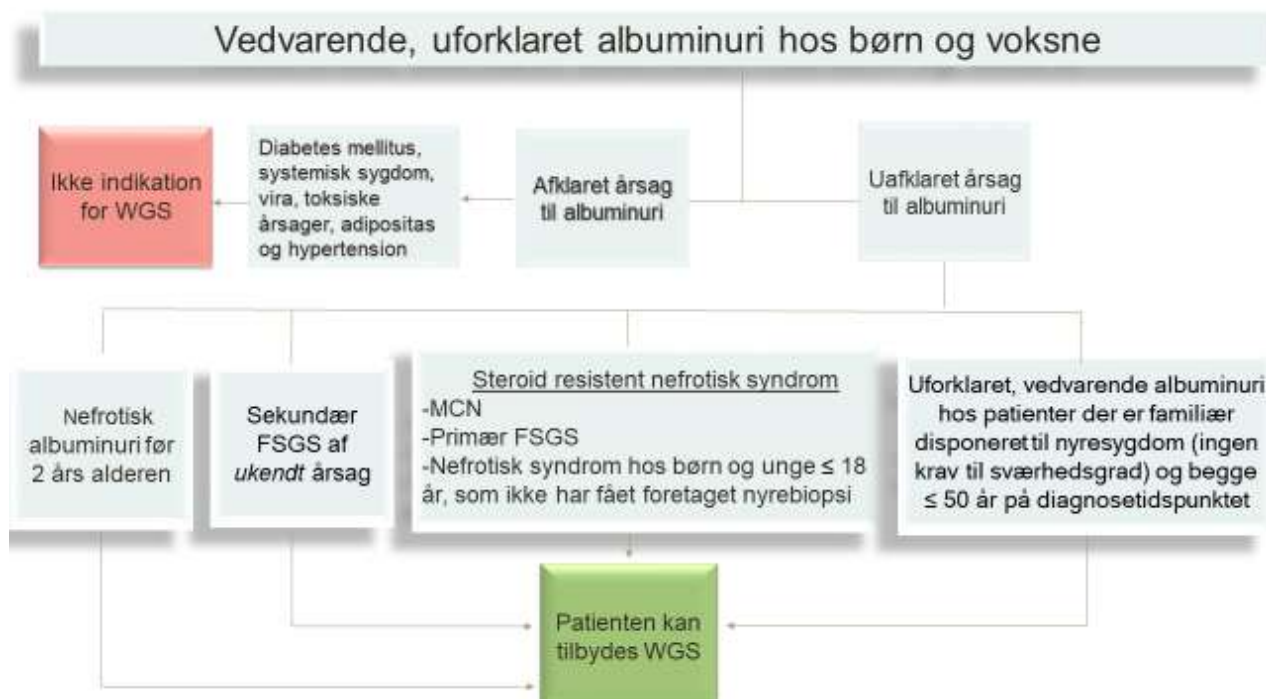 Vedvarende, uforklaret albuminuri hos børn og voksne
Ikke indikation
for WGS
Diabetes mellitus,
systemisk sygdom,
vira, toksiske
årsager, adipositas
og hypertension
Afklaret årsag
til albuminuri
Uafklaret årsag
til albuminuri
Nefrotisk
albuminuri før
2 års alderen
Sekundær
FSGS af
ukendt årsag
Steroid resistent nefrotisk syndrom
-MCN
-Primær FSGS
-Nefrotisk syndrom hos børn og unge ≤ 18
år, som ikke har fået foretaget nyrebiopsi
Uforklaret, vedvarende albuminuri
hos patienter der er familiær
disponeret til nyresygdom (ingen
krav til sværhedsgrad) og begge
≤ 50 år på diagnosetidspunktet
Patienten kan
tilbydes WGS